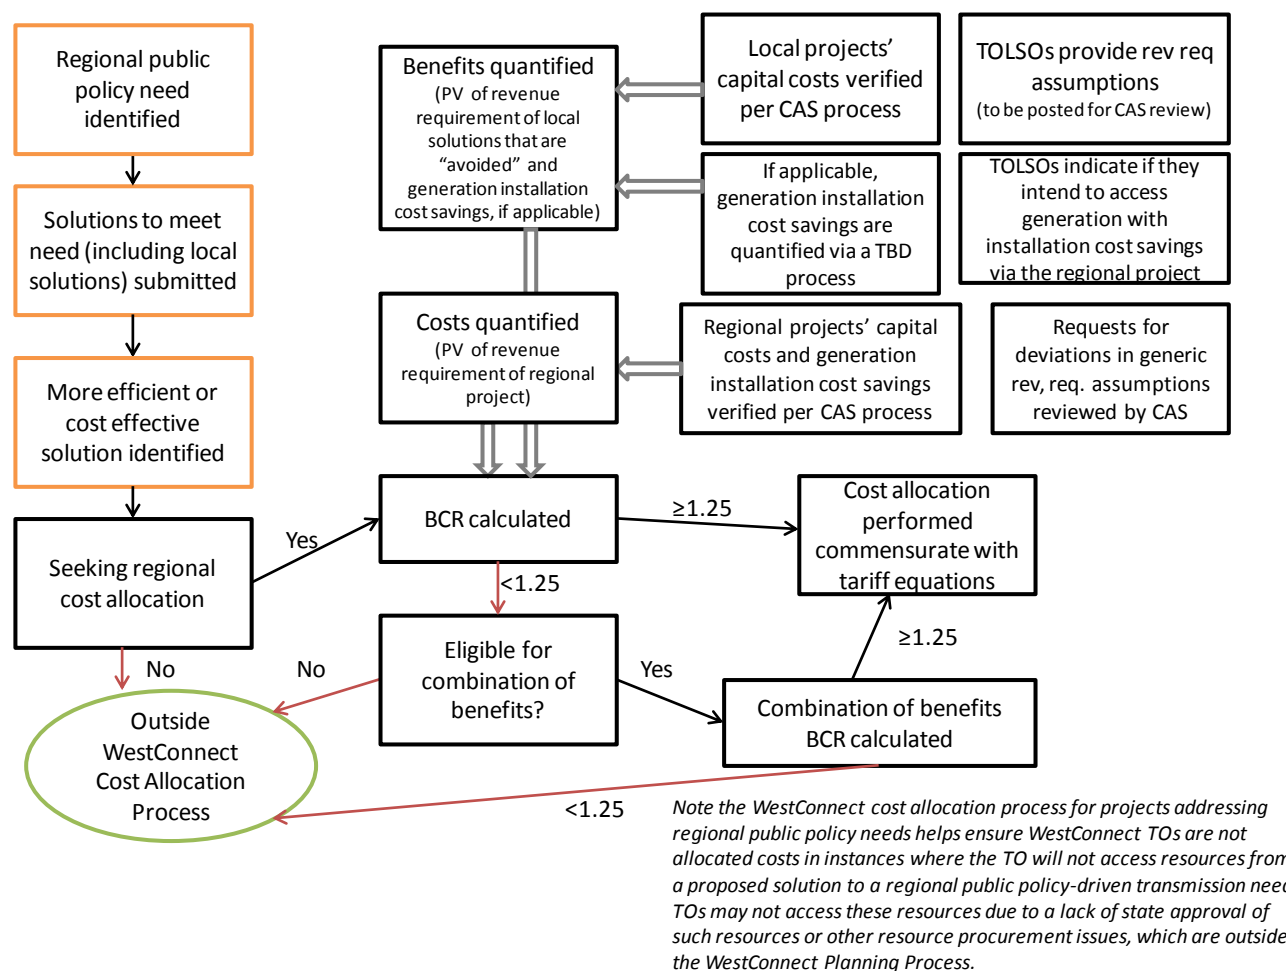 Regional public
policy need
identified
Solutions to meet
need (including local
solutions) submitted
More efficient or
cost effective
solution identified
Seeking regional
cost allocation
Yes
No
Outside
WestConnect
Cost Allocation
Process
Benefits quantified
(PV of revenue
requirement of local
solutions that are
“avoided” and
generation installation
cost savings, if applicable)
Costs quantified
(PV of revenue
requirement of regional
project)
BCR calculated
≥1.25
<1.25
Eligible for
combination of
benefits?
No
Yes
Local projects’
capital costs verified
per CAS process
TOLSOs provide rev req
assumptions
(to be posted for CAS review)
If applicable,
generation installation
cost savings are
quantified via a TBD
process
TOLSOs indicate if they
intend to access
generation with
installation cost savings
via the regional project
Regional projects’ capital
costs and generation
installation cost savings
verified per CAS process
Requests for
deviations in generic
rev, req. assumptions
reviewed by CAS
Cost allocation
performed
commensurate with
tariff equations
≥1.25
Combination of benefits
BCR calculated
<1.25
Note the WestConnect cost allocation process for projects addressing
regional public policy needs helps ensure WestConnect TOs are not
allocated costs in instances where the TO will not access resources from
a proposed solution to a regional public policy-driven transmission need
TOs may not access these resources due to a lack of state approval of
such resources or other resource procurement issues, which are outside
the WestConnect Planning Process.